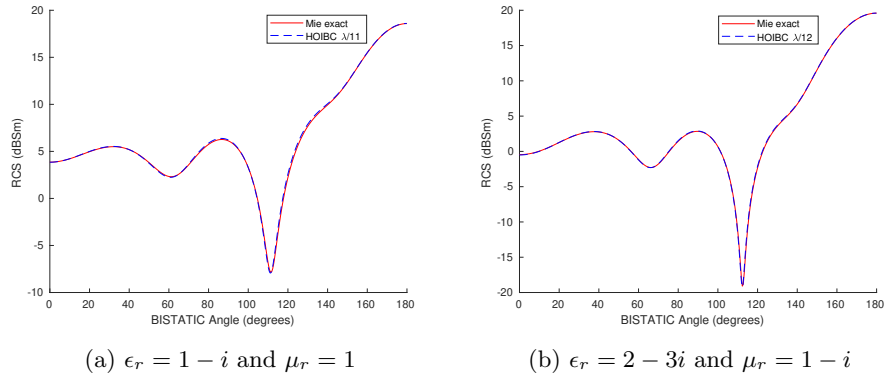 20
15
10
5
0
-5
-10
0 20 40 60 80 100 120 140 160 180
RCS (dBSm)
BISTATIC Angle (degrees)
Mie exact
HOIBC λ/11
(a) ϵr = 1 − i and μr = 1
20
15
10
5
0
-5
-10
-15
-20
0 20 40 60 80 100 120 140 160 180
RCS (dBSm)
BISTATIC Angle (degrees)
Mie exact
HOIBC λ/12
(b) ϵr = 2 − 3i and μr = 1 − i